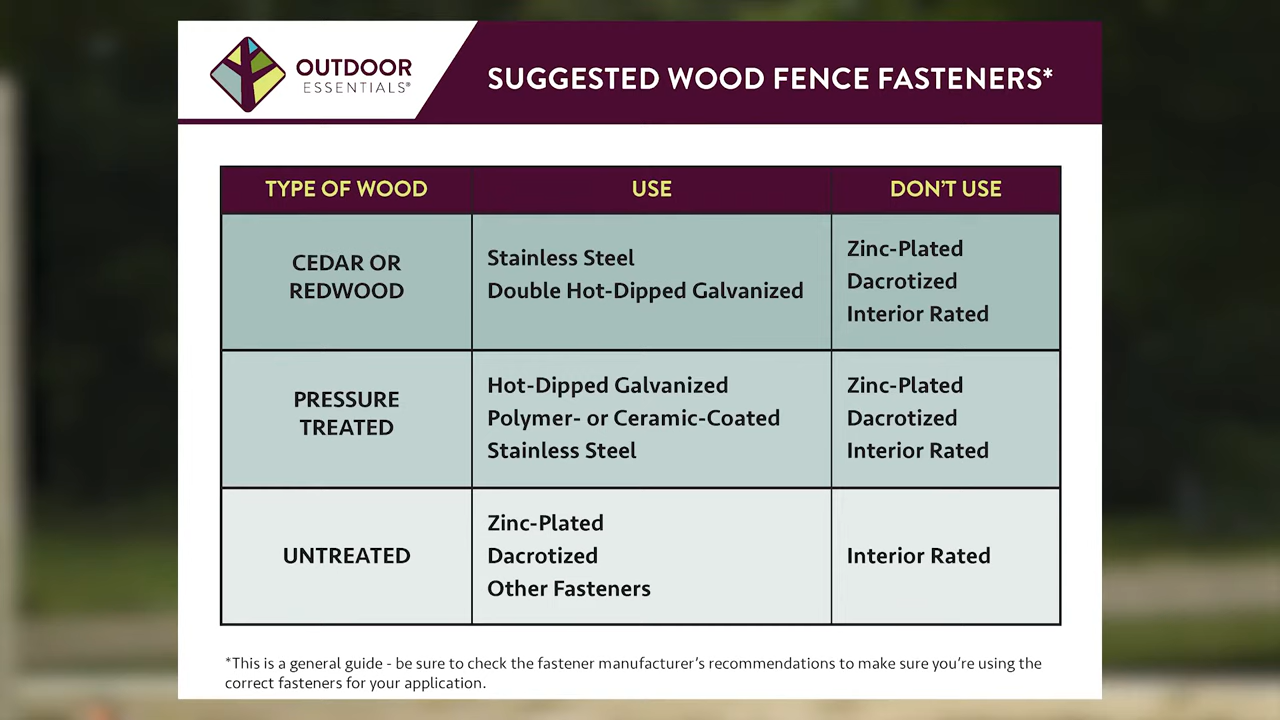 OUTDOOR
ESSENTIALS®
SUGGESTED WOOD FENCE FASTENERS*
TYPE OF WOOD
USE
DON'T USE
CEDAR OR
REDWOOD
Stainless Steel
Double Hot-Dipped Galvanized
Zinc-Plated
Dacrotized
Interior Rated
PRESSURE
TREATED
Hot-Dipped Galvanized
Polymer- or Ceramic-Coated
Stainless Steel
Zinc-Plated
Dacrotized
Interior Rated
UNTREATED
Zinc-Plated
Dacrotized
Other Fasteners
Interior Rated
*This is a general guide - be sure to check the fastener manufacturer's recommendations to make sure you're using the
correct fasteners for your application.